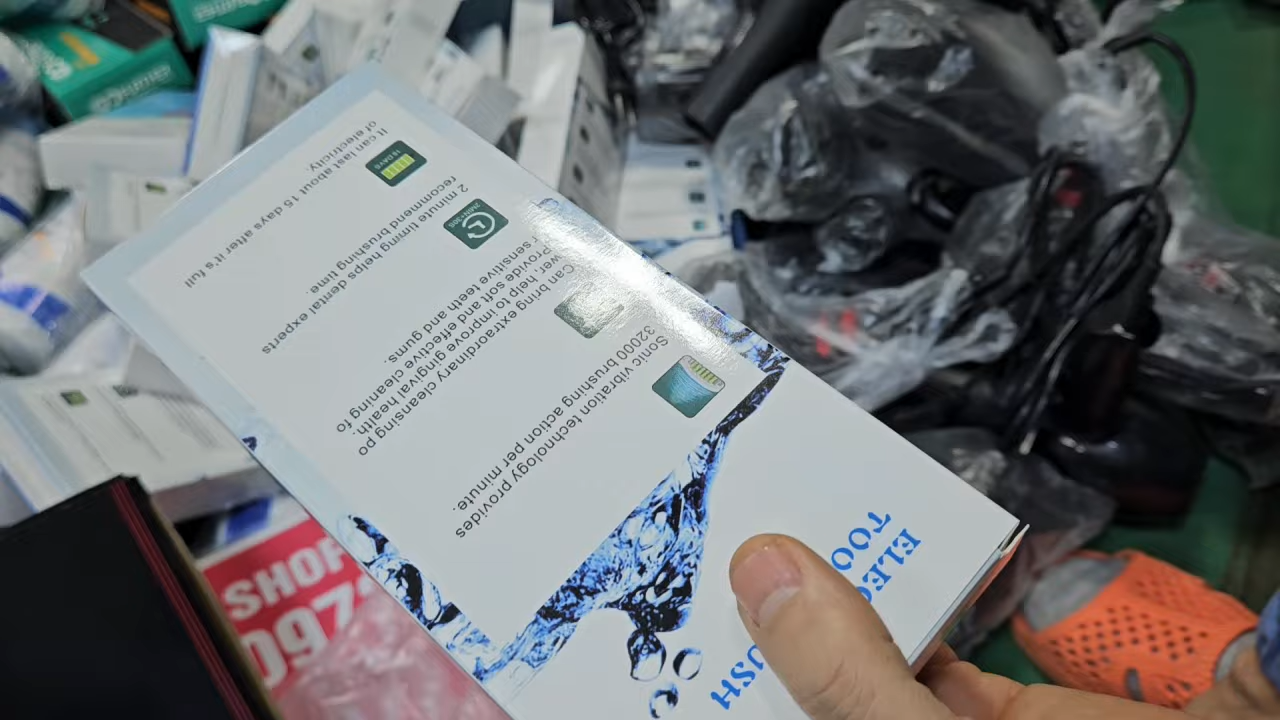 ELEC
TOO
USH
Sonic vibration technology provides
32000 brushing action per minute.
Can bring extraordinary cleansing po
wer, help to improve gingival health.
Provide soft and effective cleaning fo
r sensitive teeth and gums.
2 minute timing helps dental experts
recommend brushing time
15 DAYS
It can last about 15 days after it's full
of electricity.
SHOP
097